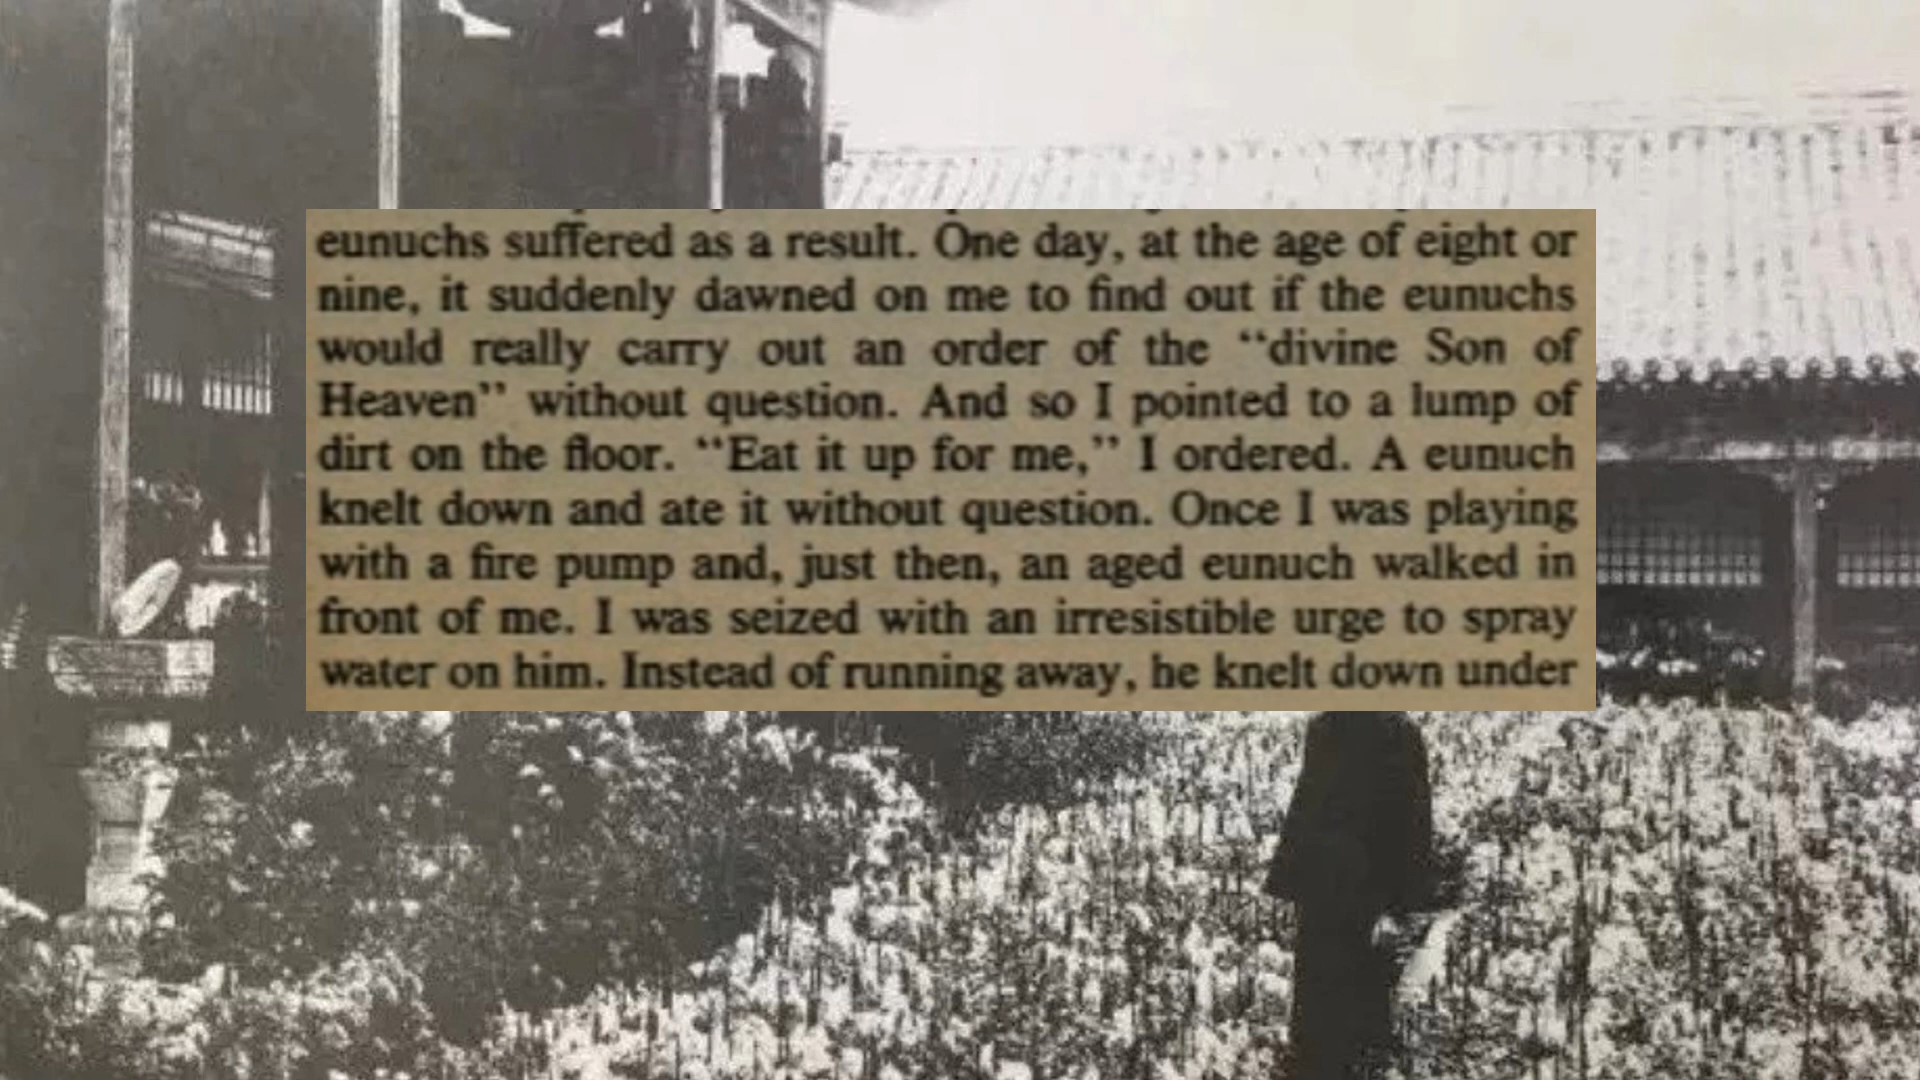 eunuchs suffered as a result. One day, at the age of eight or
nine, it suddenly dawned on me to find out if the eunuchs
would really carry out an order of the “divine Son of
Heaven” without question. And so I pointed to a lump of
dirt on the floor. “Eat it up for me,” I ordered. A eunuch
knelt down and ate it without question. Once I was playing
with a fire pump and, just then, an aged eunuch walked in
front of me. I was seized with an irresistible urge to spray
water on him. Instead of running away, he knelt down under